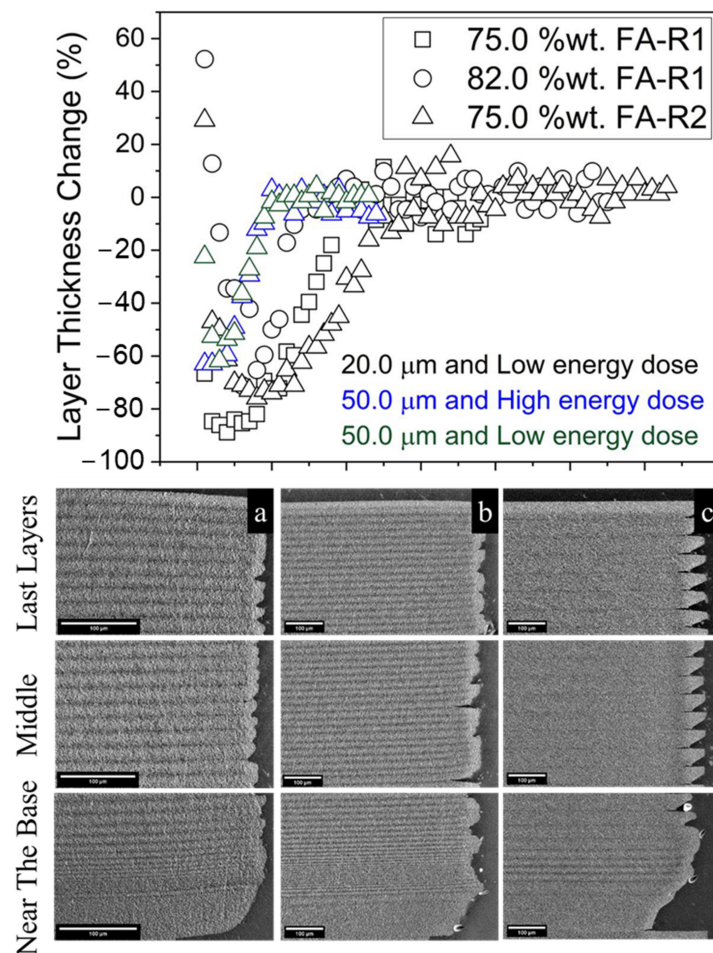 60
40
20
0
−20
−40
−60
−80
−100
Layer Thickness Change (%)
75.0 %wt. FA-R1
82.0 %wt. FA-R1
75.0 %wt. FA-R2
20.0 μm and Low energy dose
50.0 μm and High energy dose
50.0 μm and Low energy dose
Last Layers
a
b
c
100 μm
100 μm
100 μm
Middle
100 μm
100 μm
100 μm
Near The Base
100 μm
100 μm
100 μm